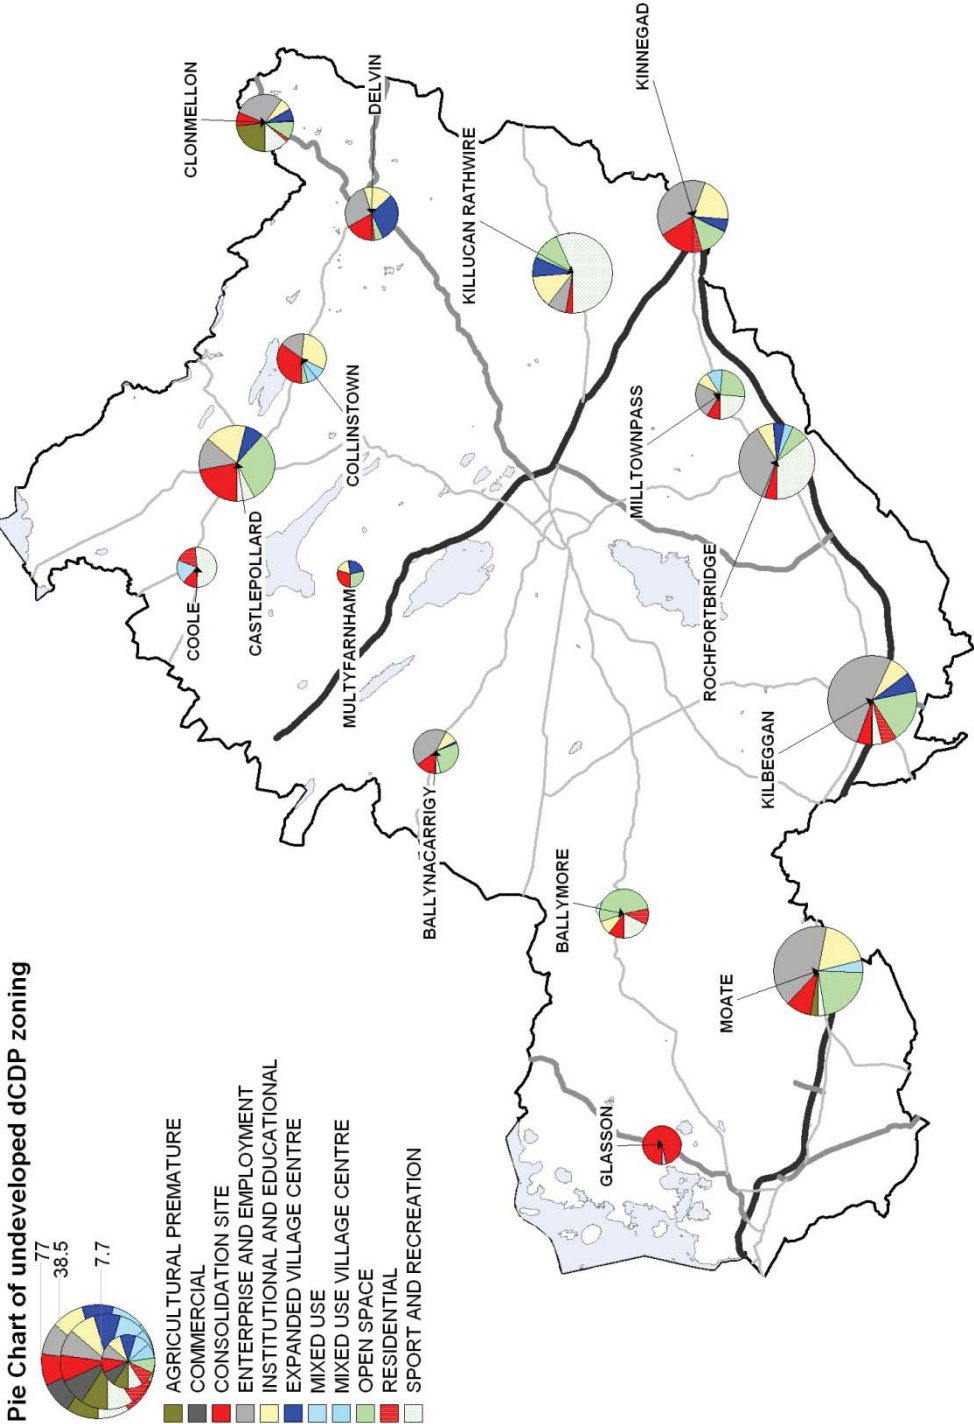 Pie Chart of undeveloped dCDP zoning
77
38.5
7.7
AGRICULTURAL PREMATURE
COMMERCIAL
CONSOLIDATION SITE
ENTERPRISE AND EMPLOYMENT
INSTITUTIONAL AND EDUCATIONAL
EXPANDED VILLAGE CENTRE
MIXED USE
MIXED USE VILLAGE CENTRE
OPEN SPACE
RESIDENTIAL
SPORT AND RECREATION
CLONMELLON
DELVIN
KINNEGAD
KILLUCAN RATHWIRE
COLLINSTOWN
CASTLEPOLLARD
COOLE
MULTYFARNHAM
MILLTOWNPASS
ROCHFORTBRIDGE
KILBEGGAN
BALLYNACARRIGY
BALLYMORE
MOATE
GLASSON